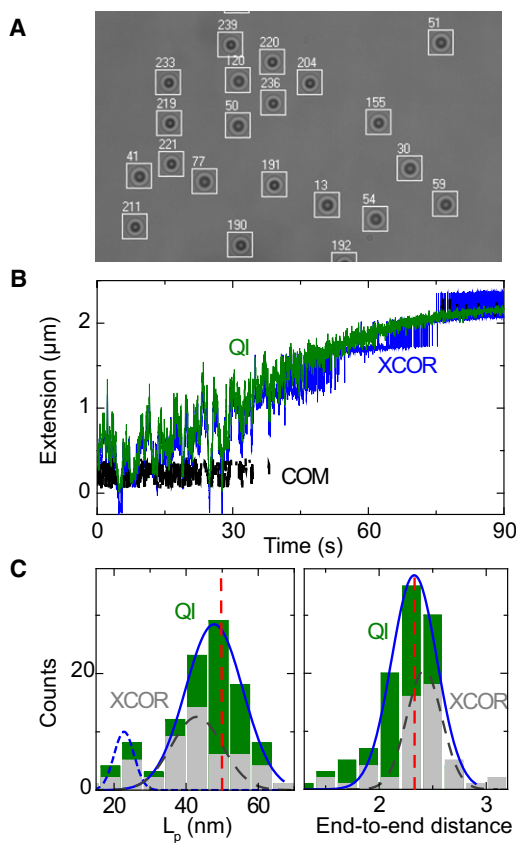 A
239
51
220
233
120
204
236
219
50
155
221
41
77
191
30
13
54
59
211
190
192
B
Extension (µm)
2
1
0
QI
XCOR
COM
0
30
60
90
Time (s)
C
Counts
20
0
QI
XCOR
20
40
60
L_p (nm)
QI
XCOR
2
3
End-to-end distance